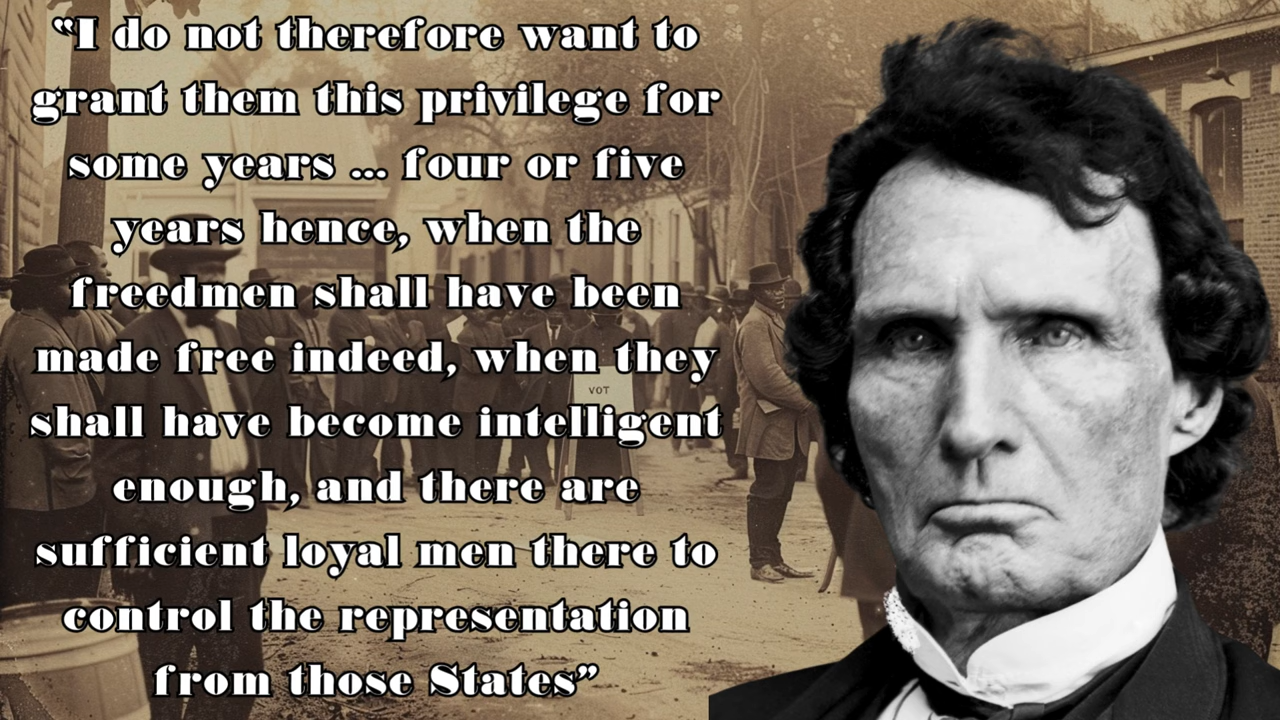 “I do not therefore want to
grant them this privilege for
some years ... four or five
years hence, when the
freedmen shall have been
made free indeed, when they
shall have become intelligent
enough, and there are
sufficient loyal men there to
control the representation
from those States”
VOT